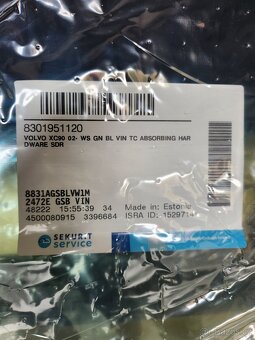 8301951120
VOLVO XC90 02- WS GN BL VIN TC ABSORBING HAR
DWARE SDR
8831AGSBLVW1M
2472E GSB VIN
48222 15:55:39 34
Made in: Estonia
4500080915 3396684
ISRA ID: 1529714
SEKURIT
service